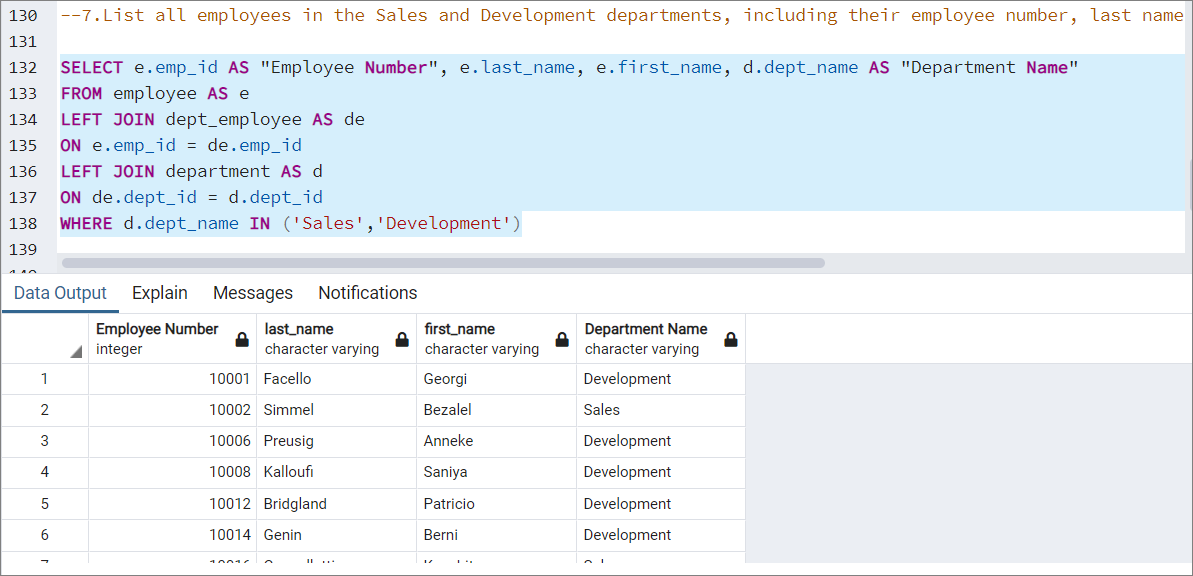 130 --7.List all employees in the Sales and Development departments, including their employee number, last name
131
132 SELECT e.emp_id AS "Employee Number", e.last_name, e.first_name, d.dept_name AS "Department Name"
133 FROM employee AS e
134 LEFT JOIN dept_employee AS de
135 ON e.emp_id = de.emp_id
136 LEFT JOIN department AS d
137 ON de.dept_id = d.dept_id
138 WHERE d.dept_name IN ('Sales','Development')
139
Data Output Explain Messages Notifications
Employee Number last_name first_name Department Name
integer character varying character varying character varying
1 10001 Facello Georgi Development
2 10002 Simmel Bezalel Sales
3 10006 Preusig Anneke Development
4 10008 Kalloufi Saniya Development
5 10012 Bridgland Patricio Development
6 10014 Genin Berni Development